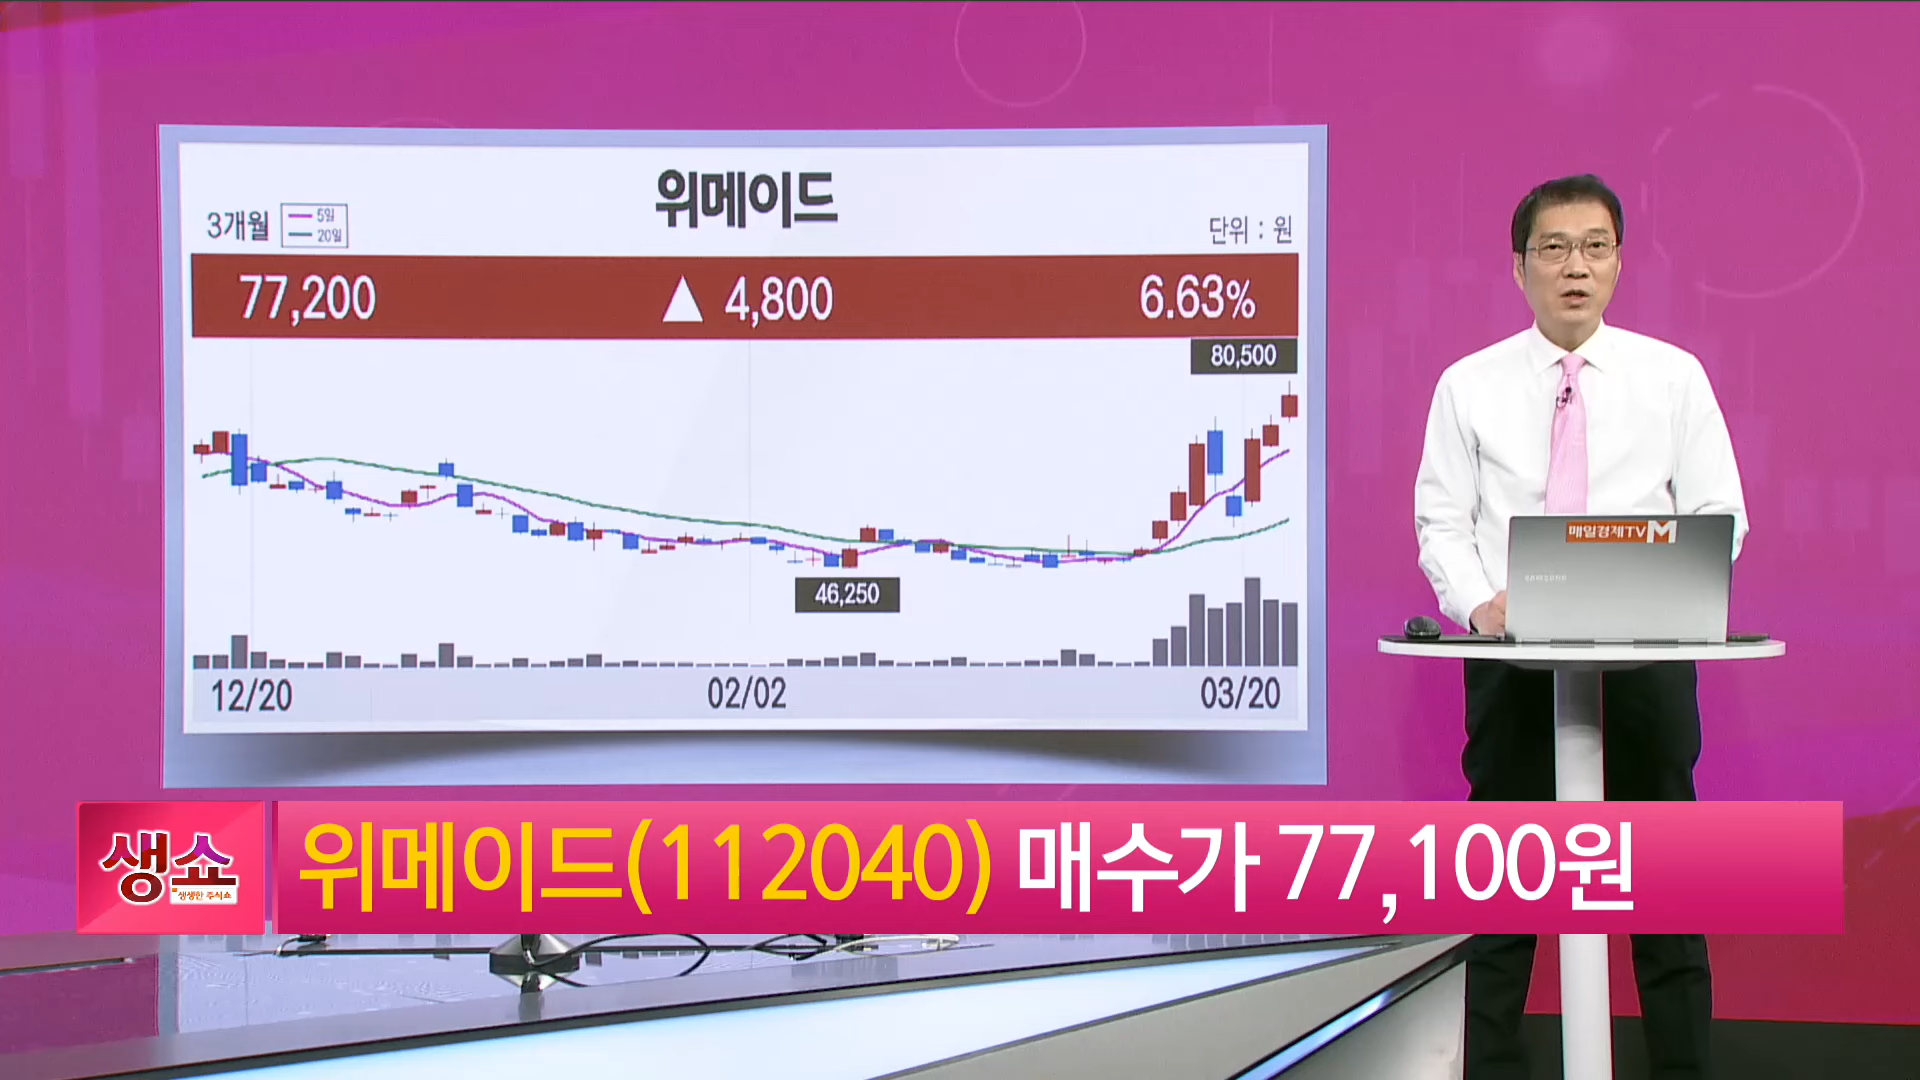 위메이드
3개월
5일
20일
단위 : 원
77,200 ▲ 4,800 6.63%
80,500
46,250
12/20 02/02 03/20
매일경제TV M
SAMSUNG
생쇼
생생한 주식쇼
위메이드(112040) 매수가 77,100원